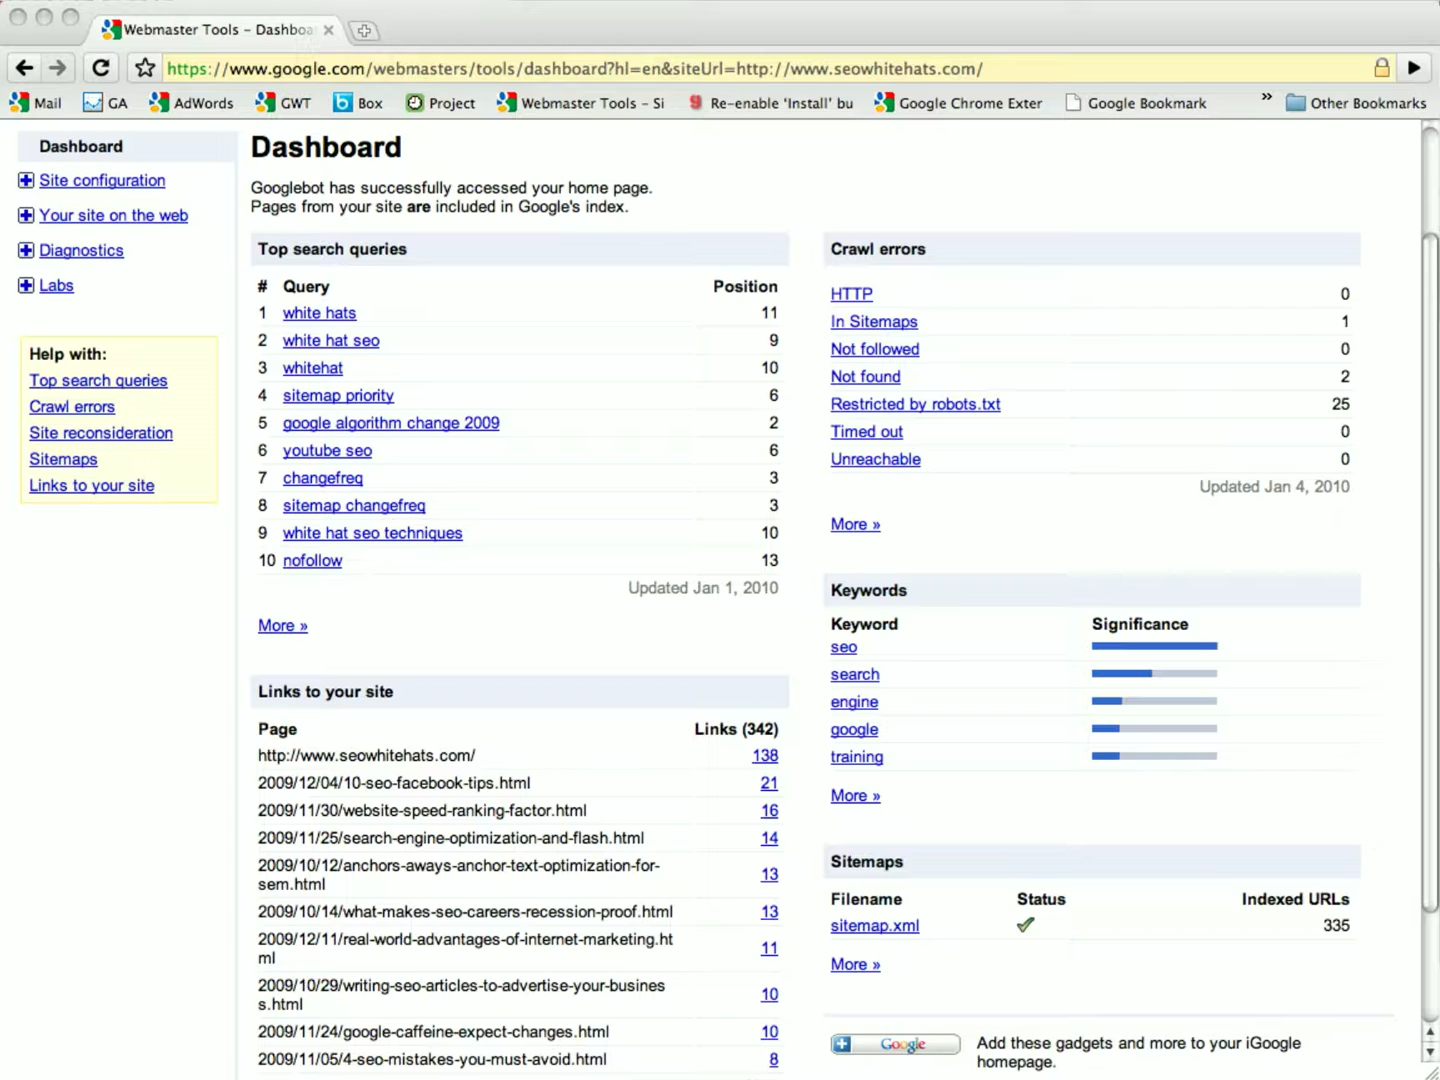 Webmaster Tools – Dashboa
https://www.google.com/webmasters/tools/dashboard?hl=en&siteUrl=http://www.seowhitehats.com/
Mail GA AdWords GWT Box Project Webmaster Tools – Si Re-enable 'Install' bu Google Chrome Exter Google Bookmark » Other Bookmarks
Dashboard
Site configuration
Your site on the web
Diagnostics
Labs
Help with:
Top search queries
Crawl errors
Site reconsideration
Sitemaps
Links to your site
Dashboard
Googlebot has successfully accessed your home page.
Pages from your site are included in Google's index.
Top search queries
# Query Position
1 white hats 11
2 white hat seo 9
3 whitehat 10
4 sitemap priority 6
5 google algorithm change 2009 2
6 youtube seo 6
7 changefreq 3
8 sitemap changefreq 3
9 white hat seo techniques 10
10 nofollow 13
Updated Jan 1, 2010
More »
Links to your site
Page Links (342)
http://www.seowhitehats.com/ 138
2009/12/04/10-seo-facebook-tips.html 21
2009/11/30/website-speed-ranking-factor.html 16
2009/11/25/search-engine-optimization-and-flash.html 14
2009/10/12/anchors-aways-anchor-text-optimization-for-
sem.html 13
2009/10/14/what-makes-seo-careers-recession-proof.html 13
2009/12/11/real-world-advantages-of-internet-marketing.ht
ml 11
2009/10/29/writing-seo-articles-to-advertise-your-busines
s.html 10
2009/11/24/google-caffeine-expect-changes.html 10
2009/11/05/4-seo-mistakes-you-must-avoid.html 8
Crawl errors
HTTP 0
In Sitemaps 1
Not followed 0
Not found 2
Restricted by robots.txt 25
Timed out 0
Unreachable 0
Updated Jan 4, 2010
More »
Keywords
Keyword Significance
seo
search
engine
google
training
More »
Sitemaps
Filename Status Indexed URLs
sitemap.xml 335
More »
Google
Add these gadgets and more to your iGoogle
homepage.